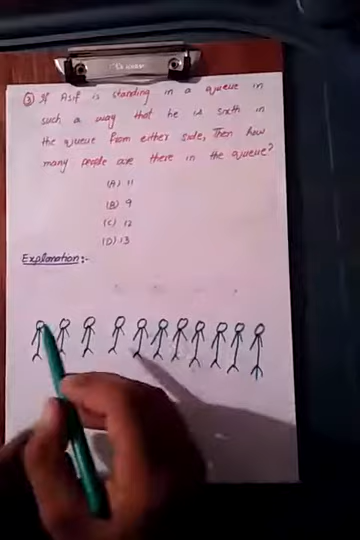 ③ If Asif is standing in a queue in
such a way that he is sixth in
the queue from either side, Then how
many people are there in the queue?
(A) 11
(B) 9
(C) 12
(D) 13
Explanation:-